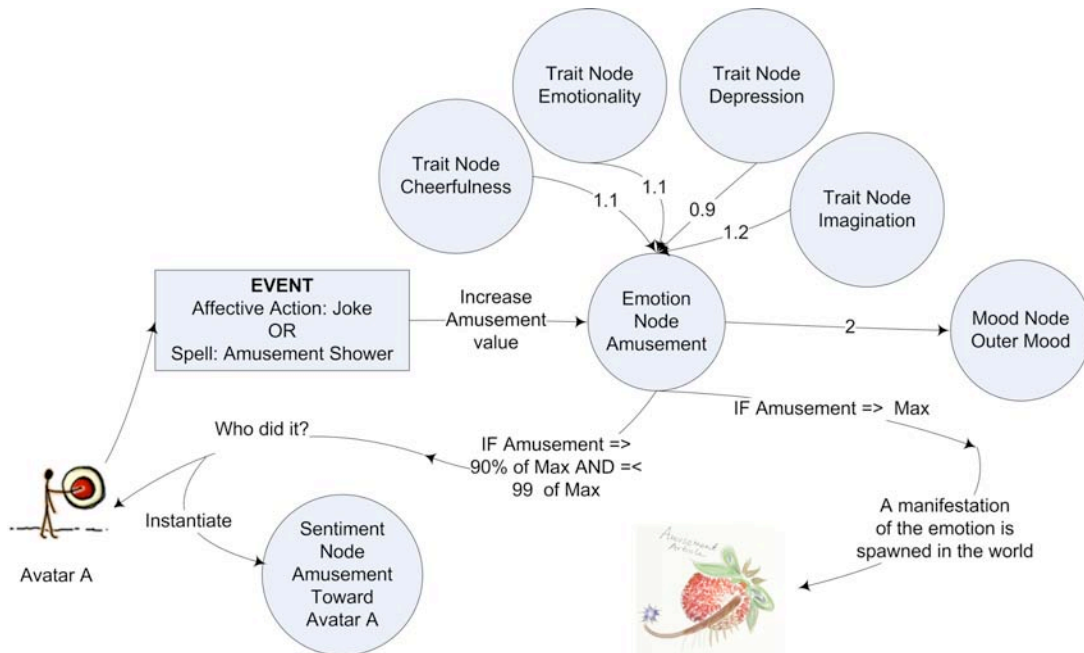 Trait Node
Emotionality
Trait Node
Depression
Trait Node
Cheerfulness
Trait Node
Imagination
1.1
1.1
0.9
1.2
EVENT
Affective Action: Joke
OR
Spell: Amusement Shower
Increase
Amusement
value
Emotion
Node
Amusement
2
Mood Node
Outer Mood
IF Amusement => Max
Who did it?
IF Amusement =>
90% of Max AND =<
99 of Max
Instantiate
Avatar A
Sentiment
Node
Amusement
Toward
Avatar A
A manifestation
of the emotion is
spawned in the world
Amusement